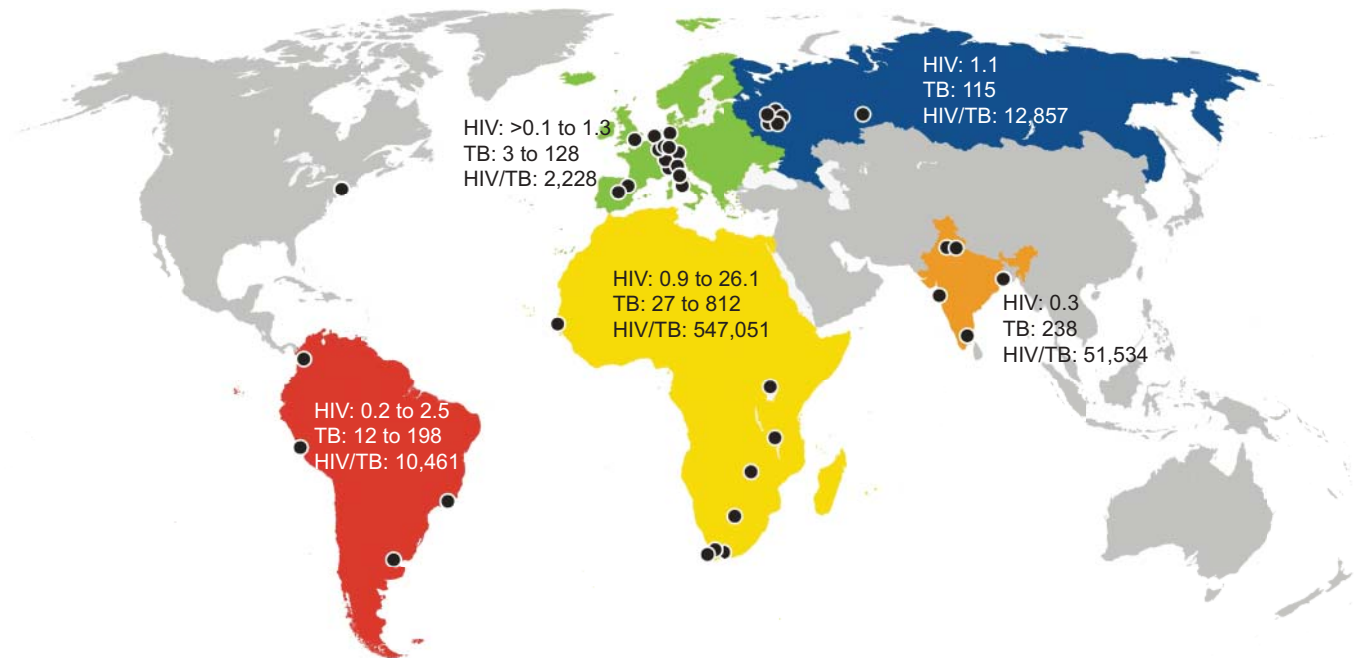 HIV: 1.1
TB: 115
HIV/TB: 12,857
HIV: >0.1 to 1.3
TB: 3 to 128
HIV/TB: 2,228
HIV: 0.9 to 26.1
TB: 27 to 812
HIV/TB: 547,051
HIV: 0.3
TB: 238
HIV/TB: 51,534
HIV: 0.2 to 2.5
TB: 12 to 198
HIV/TB: 10,461